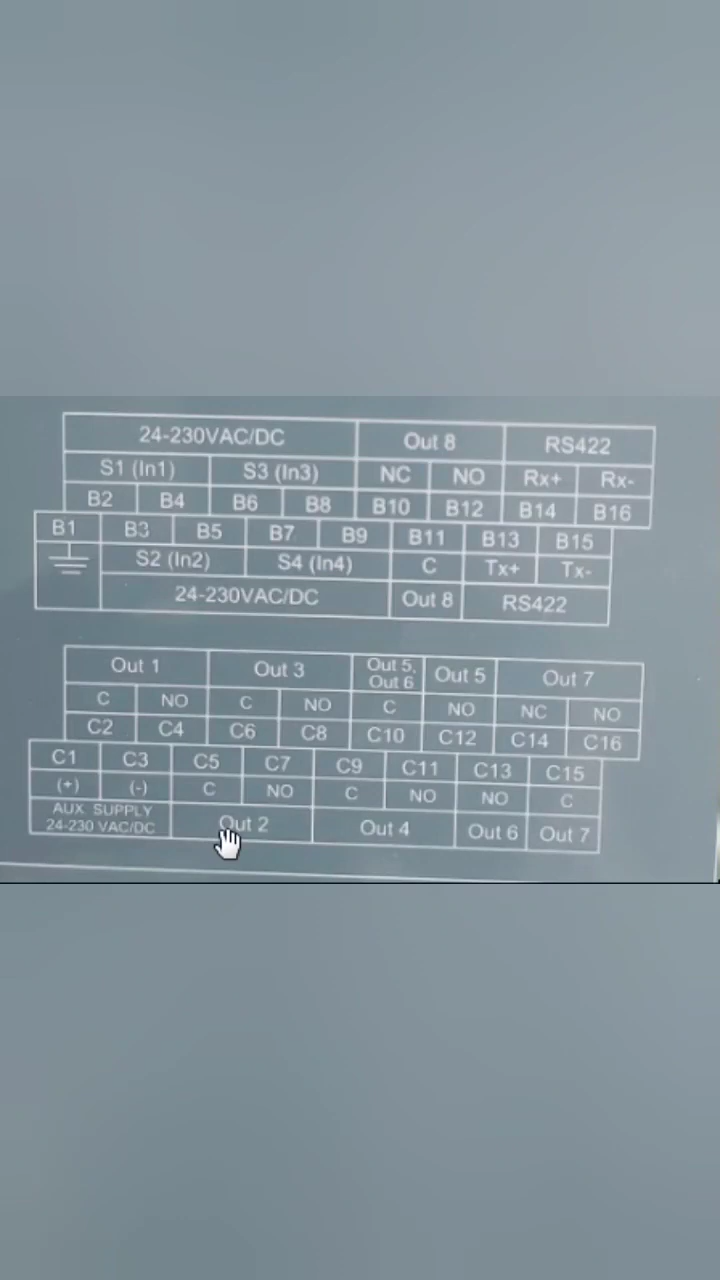 24-230VAC/DC Out 8 RS422
S1 (In1) S3 (In3) NC NO Rx+ Rx-
B2 B4 B6 B8 B10 B12 B14 B16
B1 B3 B5 B7 B9 B11 B13 B15
S2 (In2) S4 (In4) C Tx+ Tx-
24-230VAC/DC Out 8 RS422
Out 1 Out 3 Out 5, Out 6 Out 5 Out 7
C NO C NO C NO NC NO
C2 C4 C6 C8 C10 C12 C14 C16
C1 C3 C5 C7 C9 C11 C13 C15
(+) (-) C NO C NO NO C
AUX SUPPLY 24-230 VAC/DC Out 2 Out 4 Out 6 Out 7